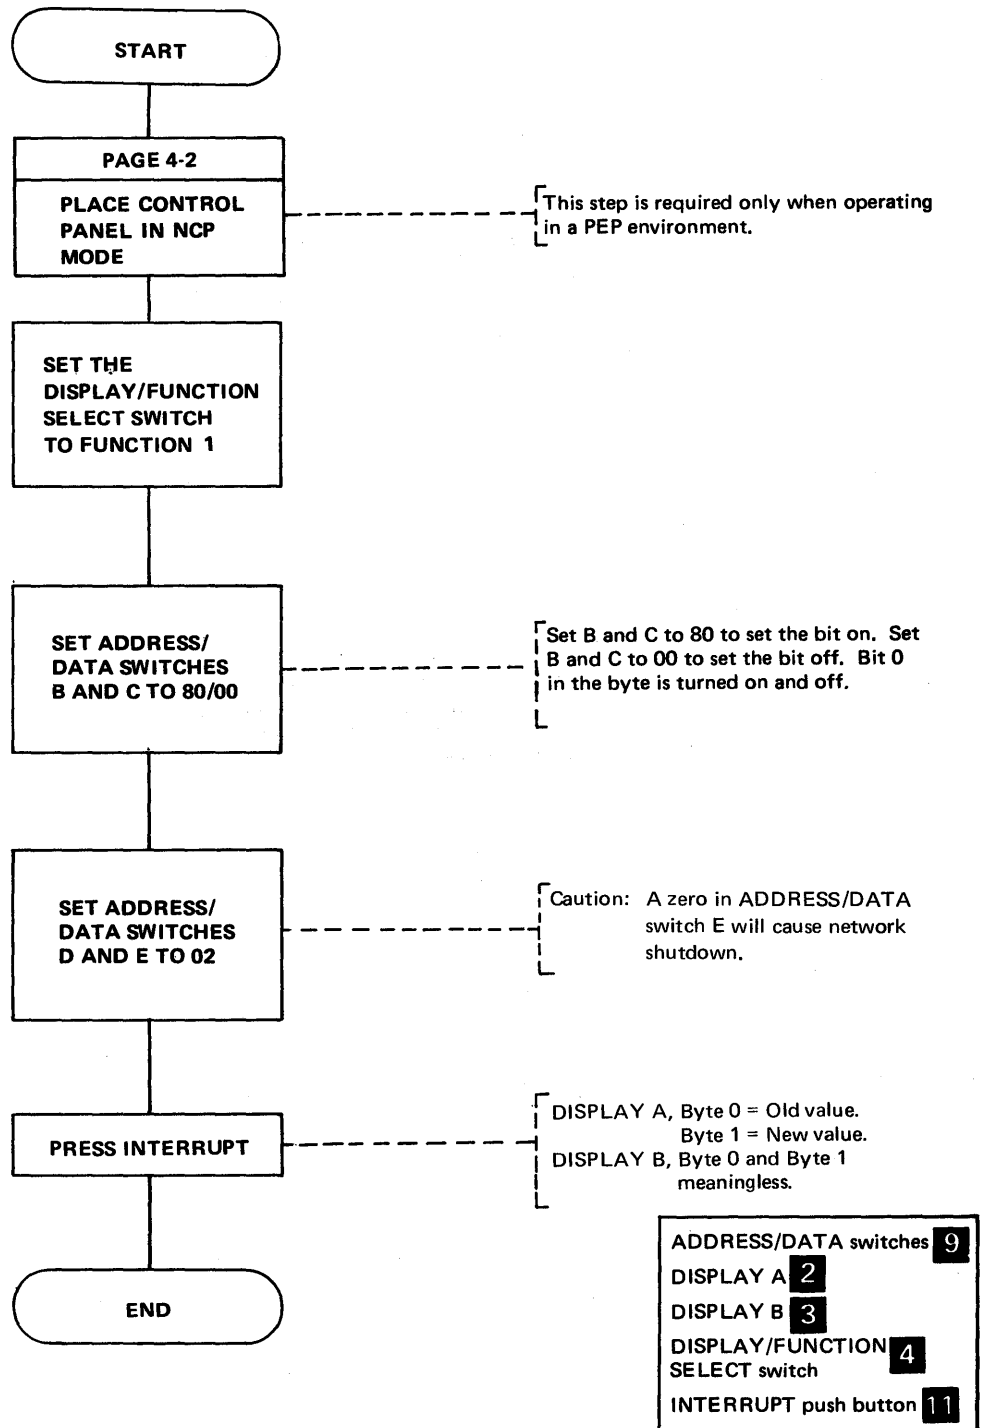 START
PAGE 4-2
PLACE CONTROL
PANEL IN NCP
MODE
This step is required only when operating
in a PEP environment.
SET THE
DISPLAY/FUNCTION
SELECT SWITCH
TO FUNCTION 1
SET ADDRESS/
DATA SWITCHES
B AND C TO 80/00
Set B and C to 80 to set the bit on. Set
B and C to 00 to set the bit off. Bit 0
in the byte is turned on and off.
SET ADDRESS/
DATA SWITCHES
D AND E TO 02
Caution: A zero in ADDRESS/DATA
switch E will cause network
shutdown.
PRESS INTERRUPT
DISPLAY A, Byte 0 = Old value.
Byte 1 = New value.
DISPLAY B, Byte 0 and Byte 1
meaningless.
END
ADDRESS/DATA switches 9
DISPLAY A 2
DISPLAY B 3
DISPLAY/FUNCTION 4
SELECT switch
INTERRUPT push button 11